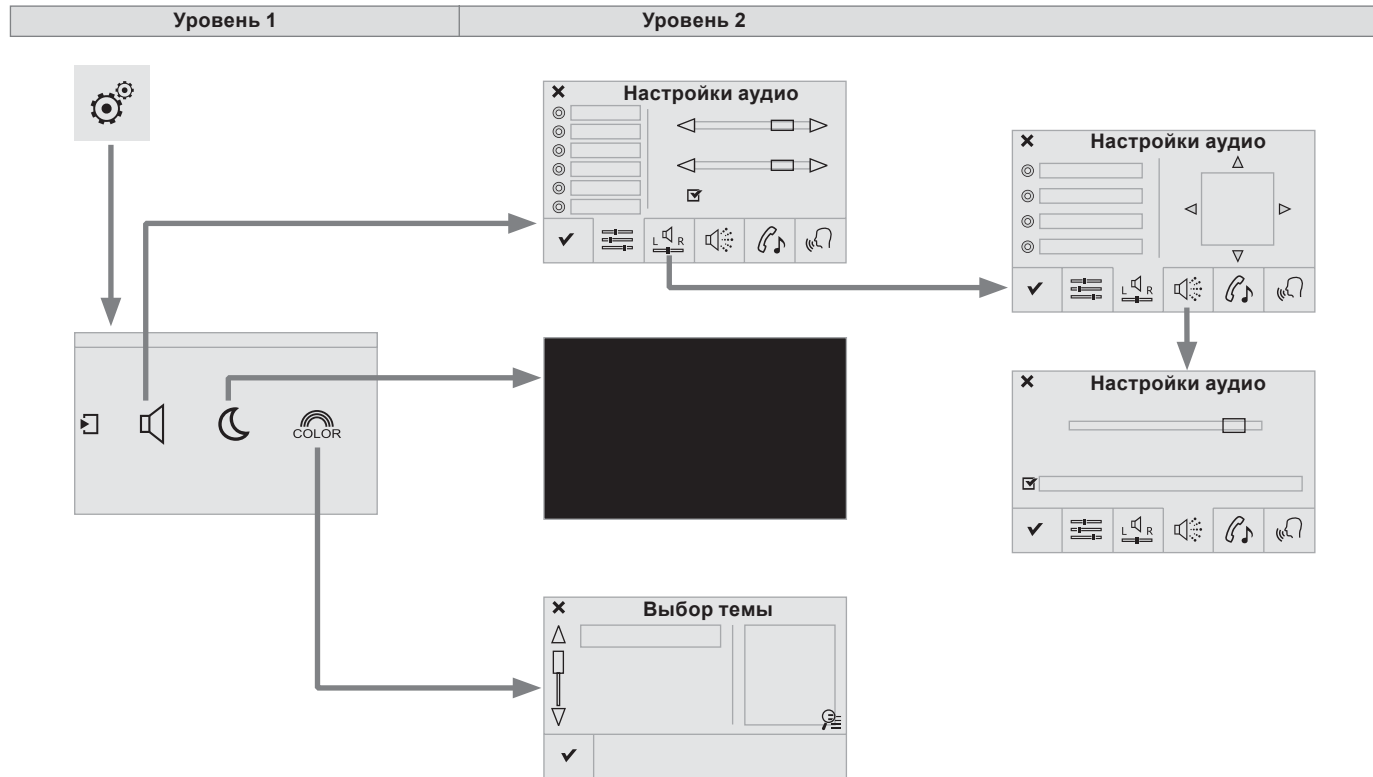 Уровень 1
Уровень 2
Настройки аудио
L R
Настройки аудио
L R
COLOR
Настройки аудио
L R
Выбор темы